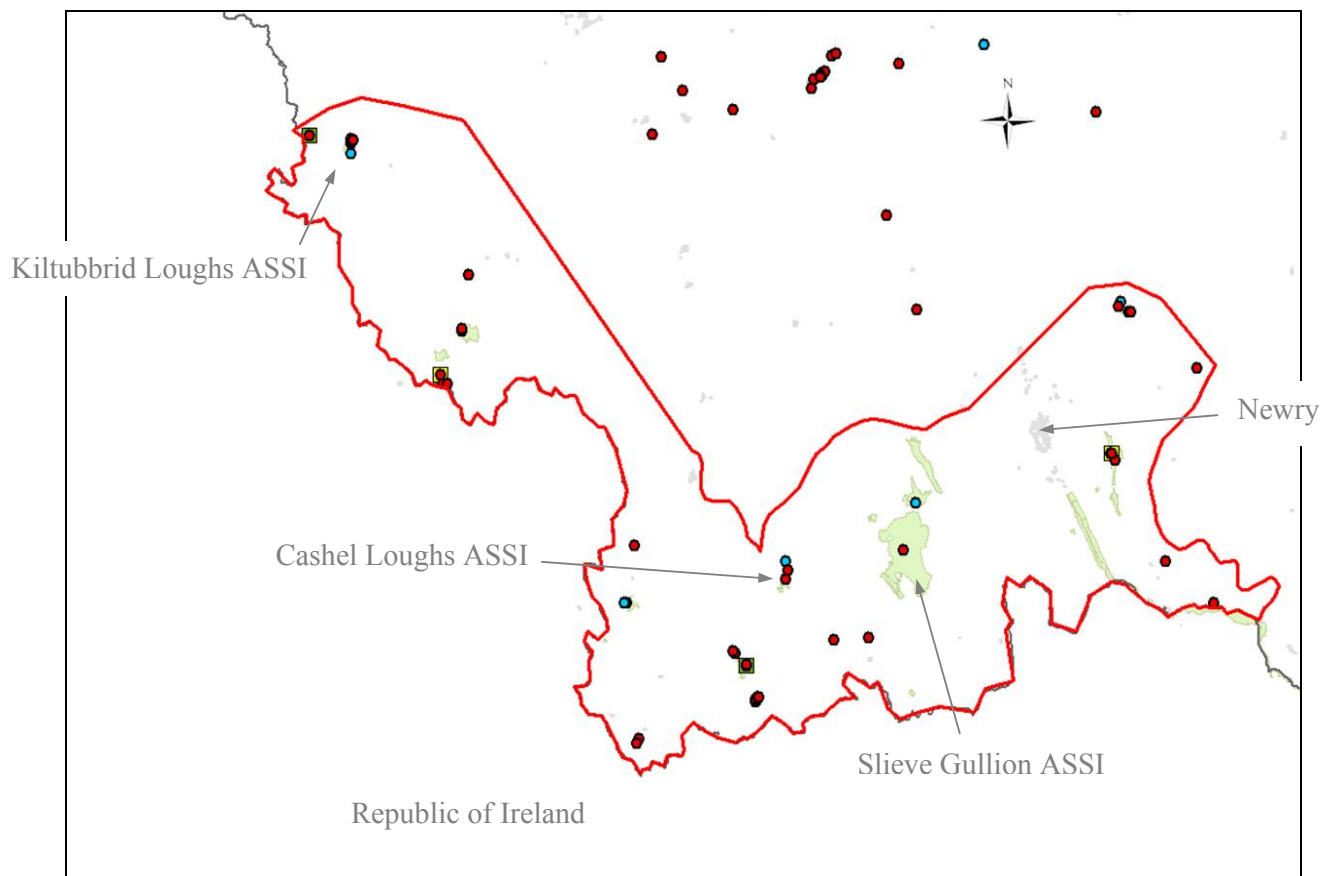 N
Kiltubbrid Loughs ASSI
Newry
Cashel Loughs ASSI
Slieve Gullion ASSI
Republic of Ireland